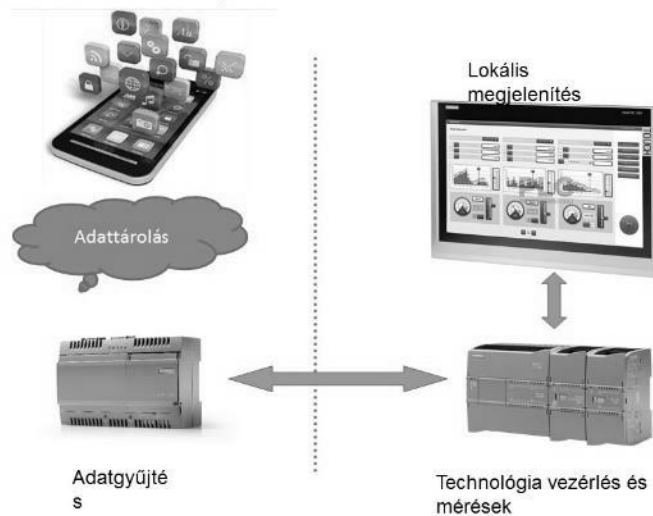 Lokális
megjelenítés
Adattárolás
Adatgyűjté
s
Technológia vezérlés és
mérések